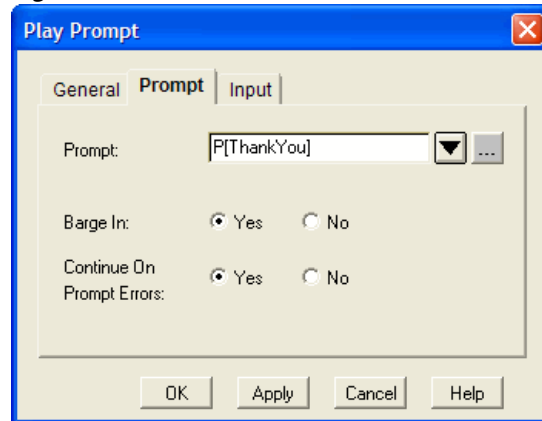 Play Prompt
General Prompt Input
Prompt: P[ThankYou] ...
Barge In: Yes No
Continue On
Prompt Errors: Yes No
OK Apply Cancel Help